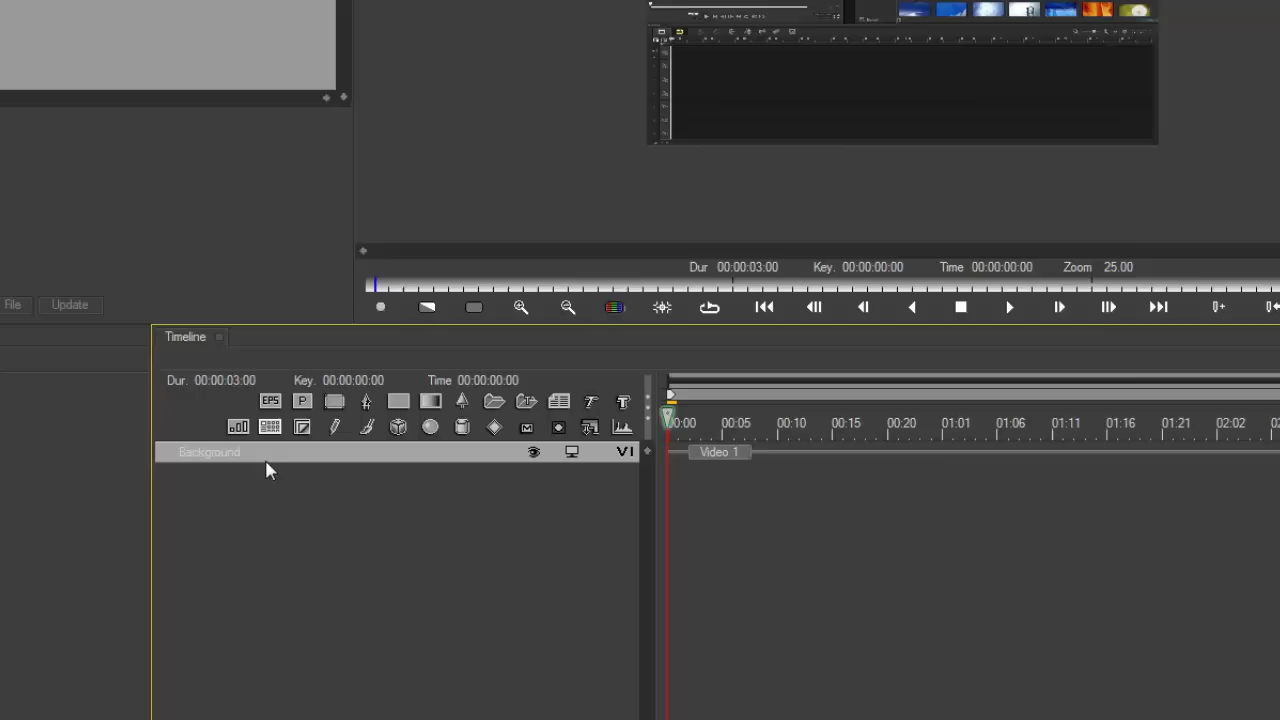 Dur 00:00:03:00 Key. 00:00:00:00 Time 00:00:00:00 Zoom 25.00
File Update
Timeline
Dur. 00:00:03:00 Key. 00:00:00:00 Time 00:00:00:00
EPS P T T
M
00:00 00:05 00:10 00:15 00:20 01:01 01:06 01:11 01:16 01:21 02:02
Background V1 Video 1